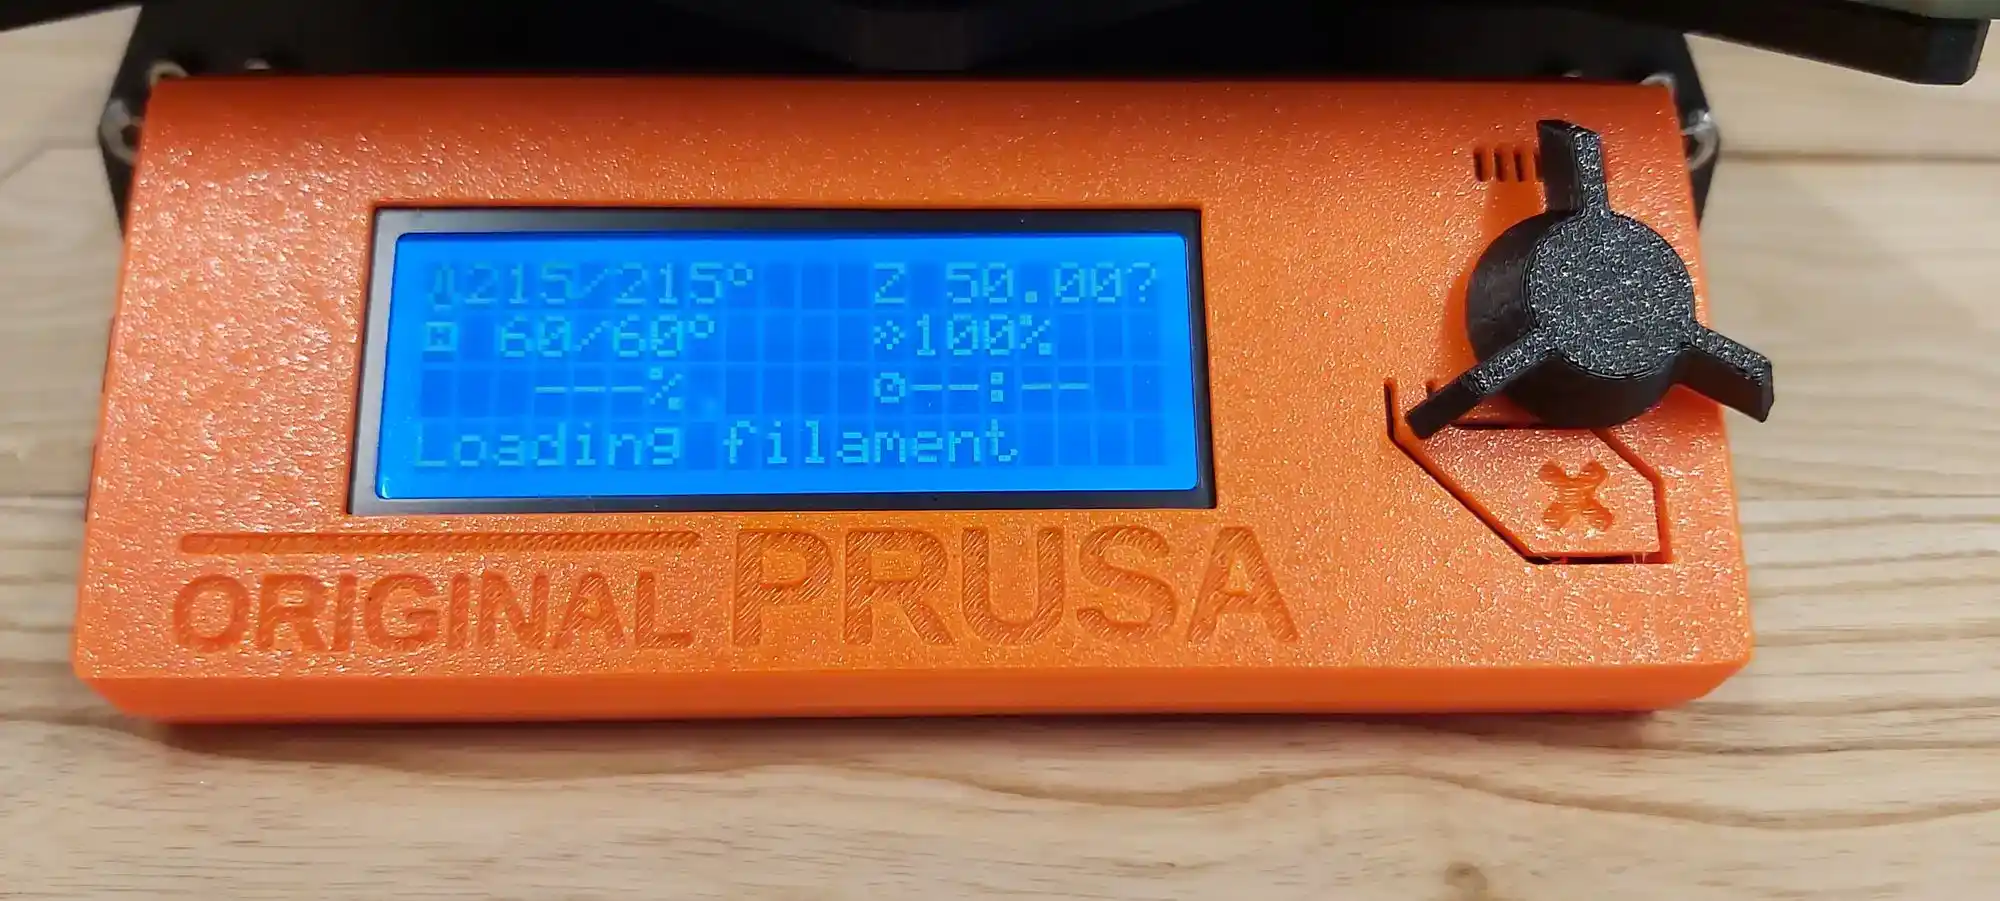 215/215° Z 50.00?
60/60° »100%
---% --:--
Loading filament
ORIGINAL PRUSA
X